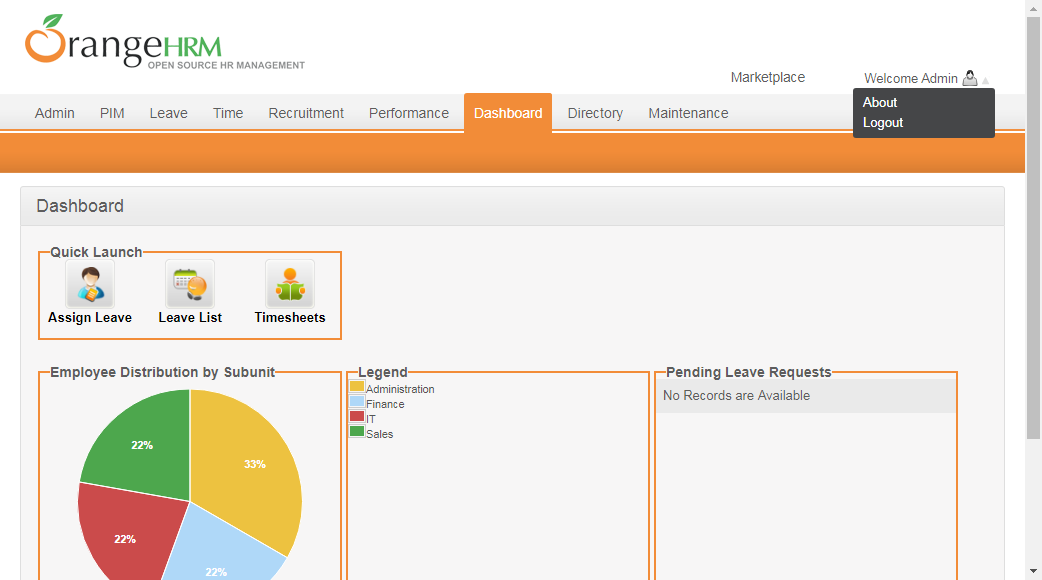 OrangeHRM
OPEN SOURCE HR MANAGEMENT
Marketplace
Welcome Admin
About
Logout
Admin PIM Leave Time Recruitment Performance Dashboard Directory Maintenance
Dashboard
Quick Launch
Assign Leave Leave List Timesheets
Employee Distribution by Subunit
22%
33%
22%
22%
Legend
Administration
Finance
IT
Sales
Pending Leave Requests
No Records are Available